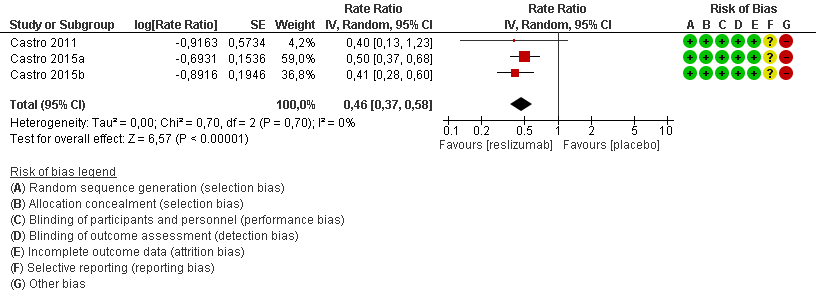 Rate Ratio Rate Ratio Risk of Bias
Study or Subgroup log[Rate Ratio] SE Weight IV, Random, 95% CI IV, Random, 95% CI A B C D E F G
Castro 2011 -0,9163 0,5734 4,2% 0,40 [0,13, 1,23] + + + + + ? -
Castro 2015a -0,6931 0,1536 59,0% 0,50 [0,37, 0,68] + + + + + ? -
Castro 2015b -0,8916 0,1946 36,8% 0,41 [0,28, 0,60] + + + + + ? -
Total (95% CI) 100,0% 0,46 [0,37, 0,58]
Heterogeneity: Tau² = 0,00; Chi² = 0,70, df = 2 (P = 0,70); I² = 0%
Test for overall effect: Z = 6,57 (P < 0.00001)
0.1 0.2 0.5 1 2 5 10
Favours [reslizumab] Favours [placebo]
Risk of bias legend
(A) Random sequence generation (selection bias)
(B) Allocation concealment (selection bias)
(C) Blinding of participants and personnel (performance bias)
(D) Blinding of outcome assessment (detection bias)
(E) Incomplete outcome data (attrition bias)
(F) Selective reporting (reporting bias)
(G) Other bias